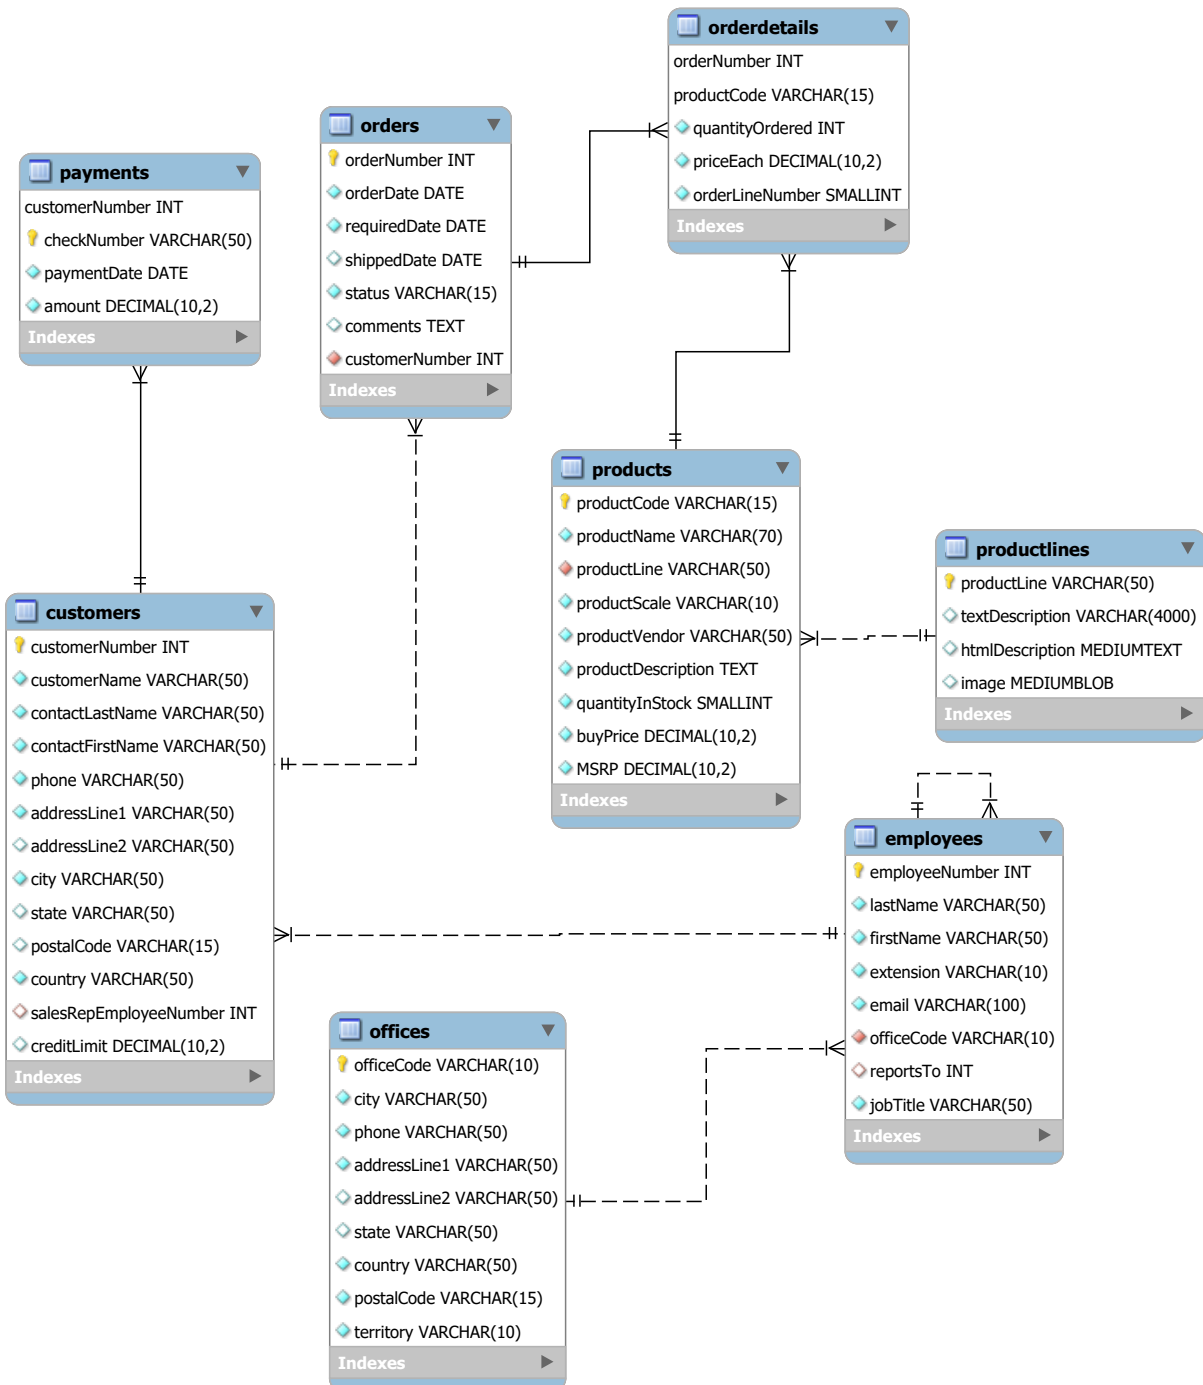 orderdetails
orderNumber INT
productCode VARCHAR(15)
quantityOrdered INT
priceEach DECIMAL(10,2)
orderLineNumber SMALLINT
Indexes
orders
orderNumber INT
orderDate DATE
requiredDate DATE
shippedDate DATE
status VARCHAR(15)
comments TEXT
customerNumber INT
Indexes
payments
customerNumber INT
checkNumber VARCHAR(50)
paymentDate DATE
amount DECIMAL(10,2)
Indexes
products
productCode VARCHAR(15)
productName VARCHAR(70)
productLine VARCHAR(50)
productScale VARCHAR(10)
productVendor VARCHAR(50)
productDescription TEXT
quantityInStock SMALLINT
buyPrice DECIMAL(10,2)
MSRP DECIMAL(10,2)
Indexes
productlines
productLine VARCHAR(50)
textDescription VARCHAR(4000)
htmlDescription MEDIUMTEXT
image MEDIUMBLOB
Indexes
customers
customerNumber INT
customerName VARCHAR(50)
contactLastName VARCHAR(50)
contactFirstName VARCHAR(50)
phone VARCHAR(50)
addressLine1 VARCHAR(50)
addressLine2 VARCHAR(50)
city VARCHAR(50)
state VARCHAR(50)
postalCode VARCHAR(15)
country VARCHAR(50)
salesRepEmployeeNumber INT
creditLimit DECIMAL(10,2)
Indexes
employees
employeeNumber INT
lastName VARCHAR(50)
firstName VARCHAR(50)
extension VARCHAR(10)
email VARCHAR(100)
officeCode VARCHAR(10)
reportsTo INT
jobTitle VARCHAR(50)
Indexes
offices
officeCode VARCHAR(10)
city VARCHAR(50)
phone VARCHAR(50)
addressLine1 VARCHAR(50)
addressLine2 VARCHAR(50)
state VARCHAR(50)
country VARCHAR(50)
postalCode VARCHAR(15)
territory VARCHAR(10)
Indexes